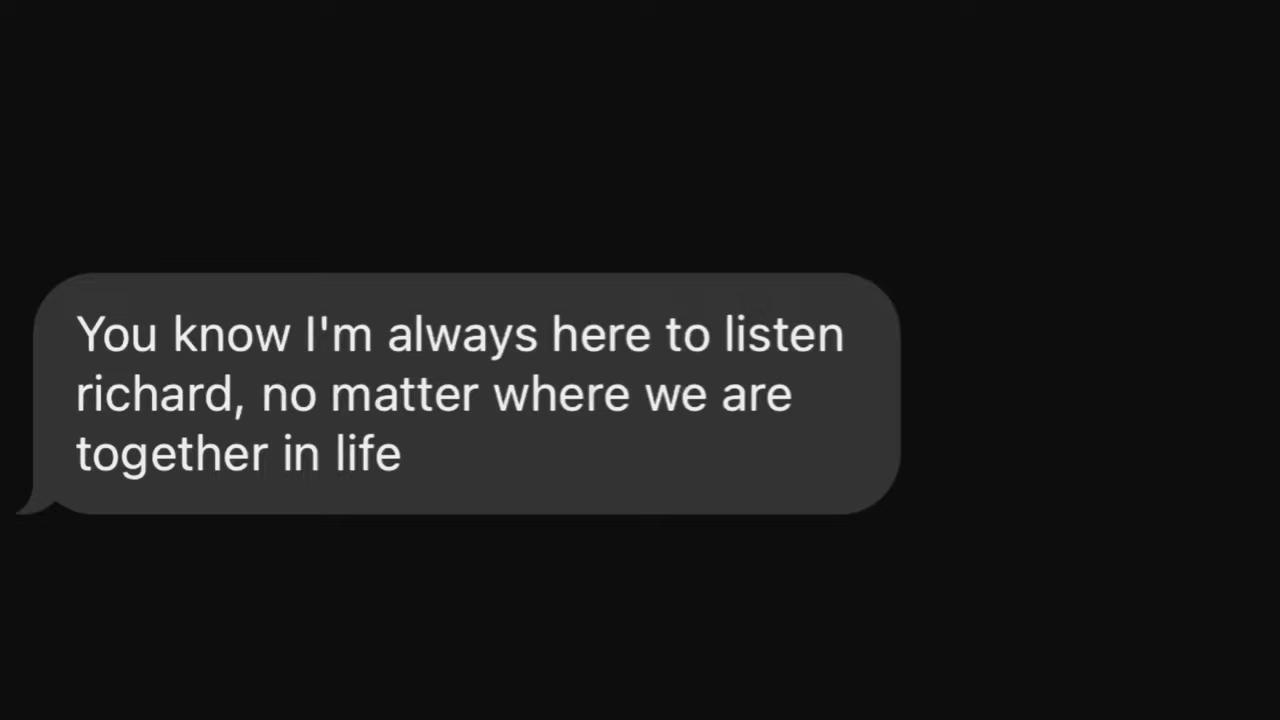 You know I'm always here to listen
richard, no matter where we are
together in life